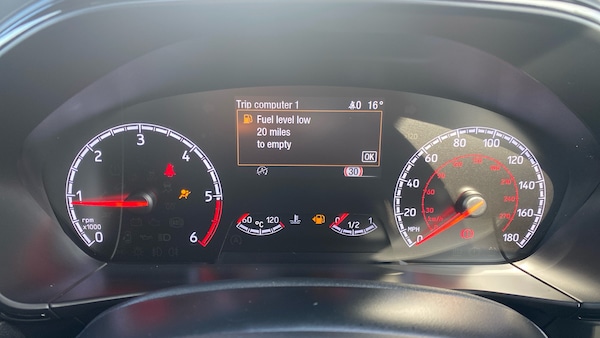 Trip computer 1
40 16°
Fuel level low
20 miles
to empty
OK
30
0
1
2
3
4
5
6
rpm
x1000
60 °C 120
0 1/2 1
0
20
40
60
80
100
120
140
160
180
MPH
km/h